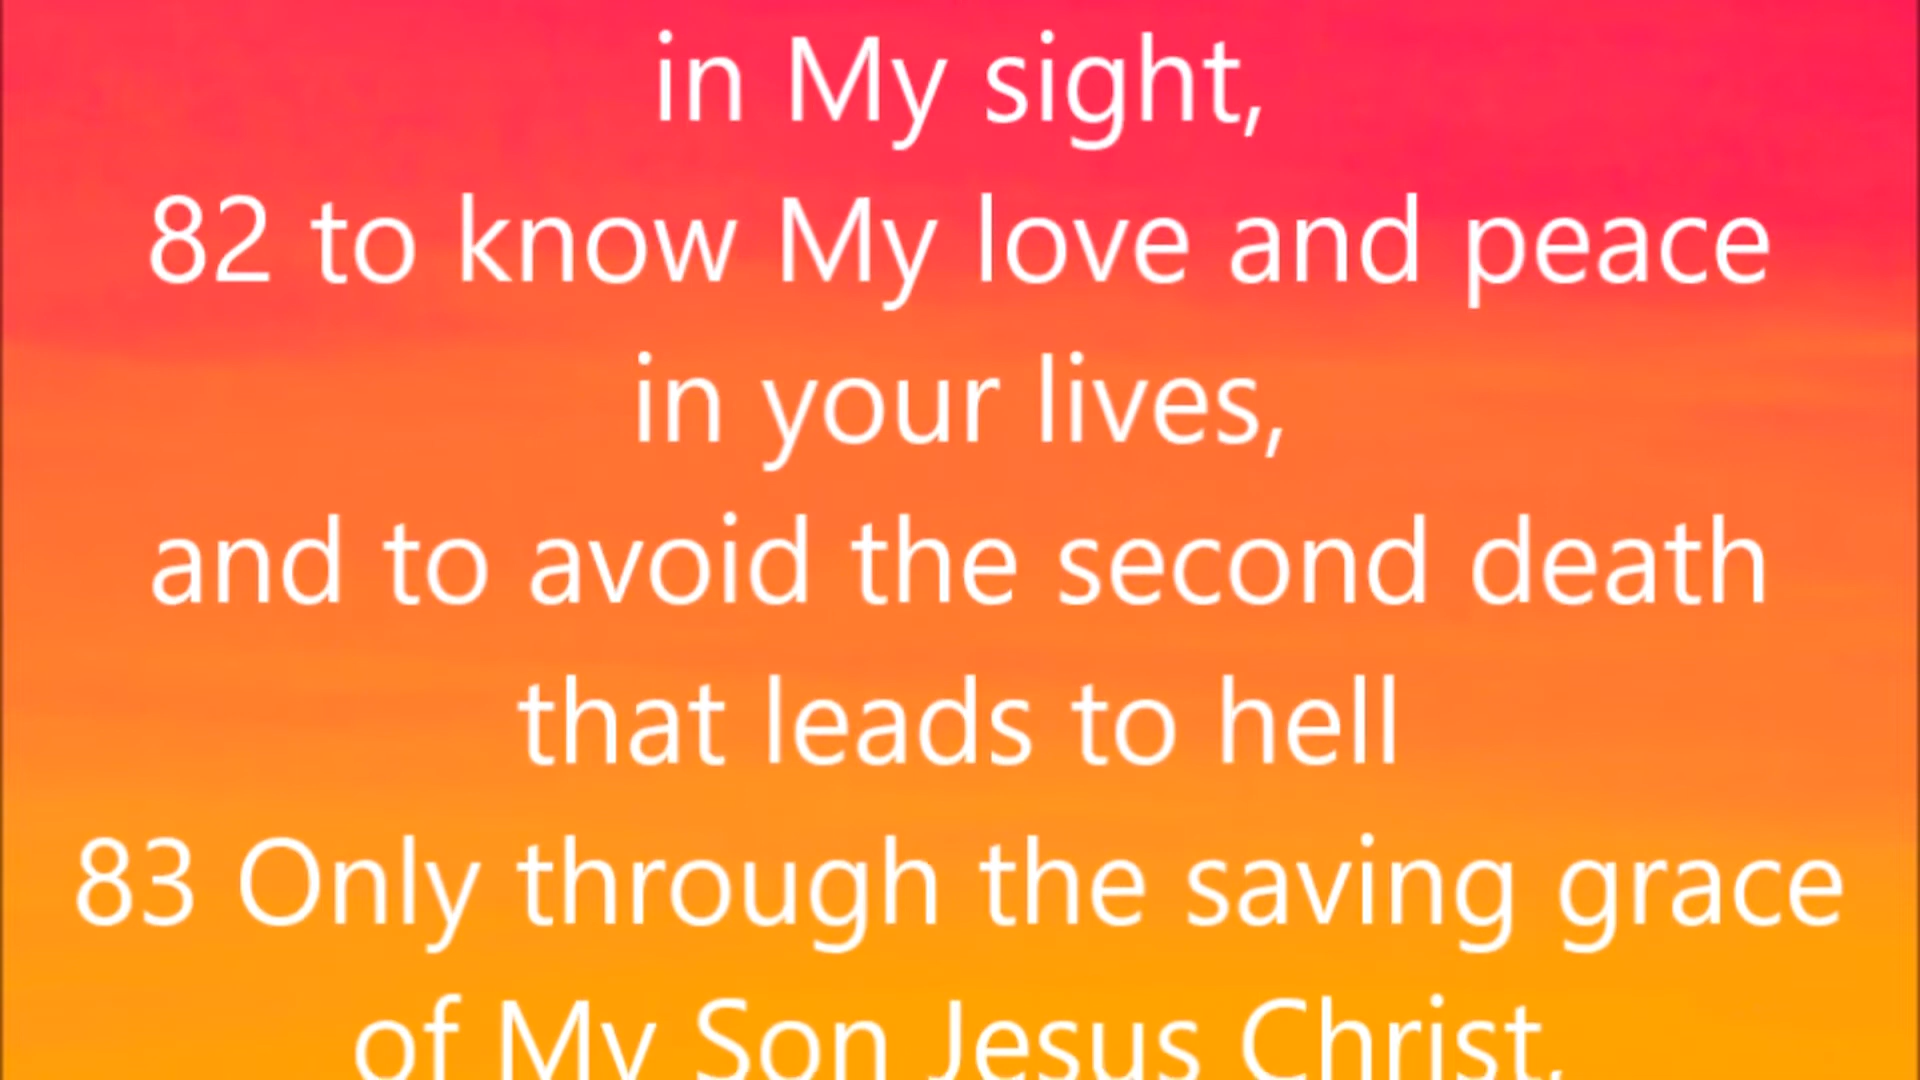 in My sight,
82 to know My love and peace
in your lives,
and to avoid the second death
that leads to hell
83 Only through the saving grace
of My Son Jesus Christ,